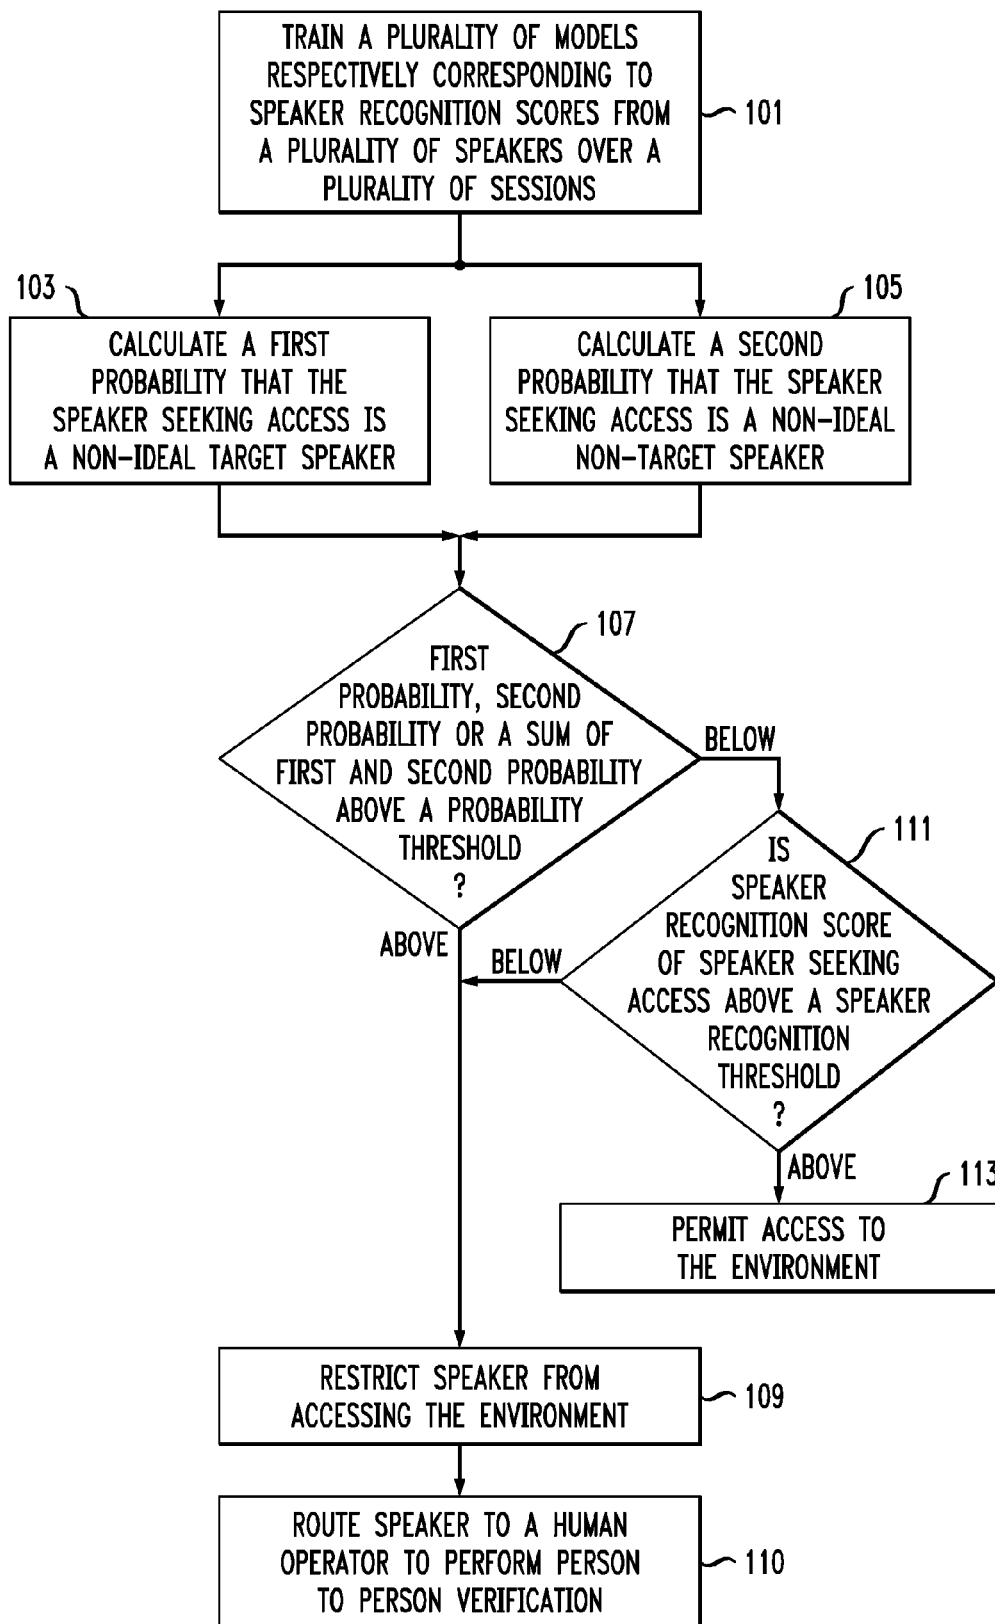 TRAIN A PLURALITY OF MODELS
RESPECTIVELY CORRESPONDING TO
SPEAKER RECOGNITION SCORES FROM
A PLURALITY OF SPEAKERS OVER A
PLURALITY OF SESSIONS
101
103
CALCULATE A FIRST
PROBABILITY THAT THE
SPEAKER SEEKING ACCESS IS
A NON-IDEAL TARGET SPEAKER
105
CALCULATE A SECOND
PROBABILITY THAT THE SPEAKER
SEEKING ACCESS IS A NON-IDEAL
NON-TARGET SPEAKER
107
FIRST
PROBABILITY, SECOND
PROBABILITY OR A SUM OF
FIRST AND SECOND PROBABILITY
ABOVE A PROBABILITY
THRESHOLD
?
BELOW
ABOVE
111
IS
SPEAKER
RECOGNITION SCORE
OF SPEAKER SEEKING
ACCESS ABOVE A SPEAKER
RECOGNITION
THRESHOLD
?
BELOW
ABOVE
113
PERMIT ACCESS TO
THE ENVIRONMENT
RESTRICT SPEAKER FROM
ACCESSING THE ENVIRONMENT
109
ROUTE SPEAKER TO A HUMAN
OPERATOR TO PERFORM PERSON
TO PERSON VERIFICATION
110